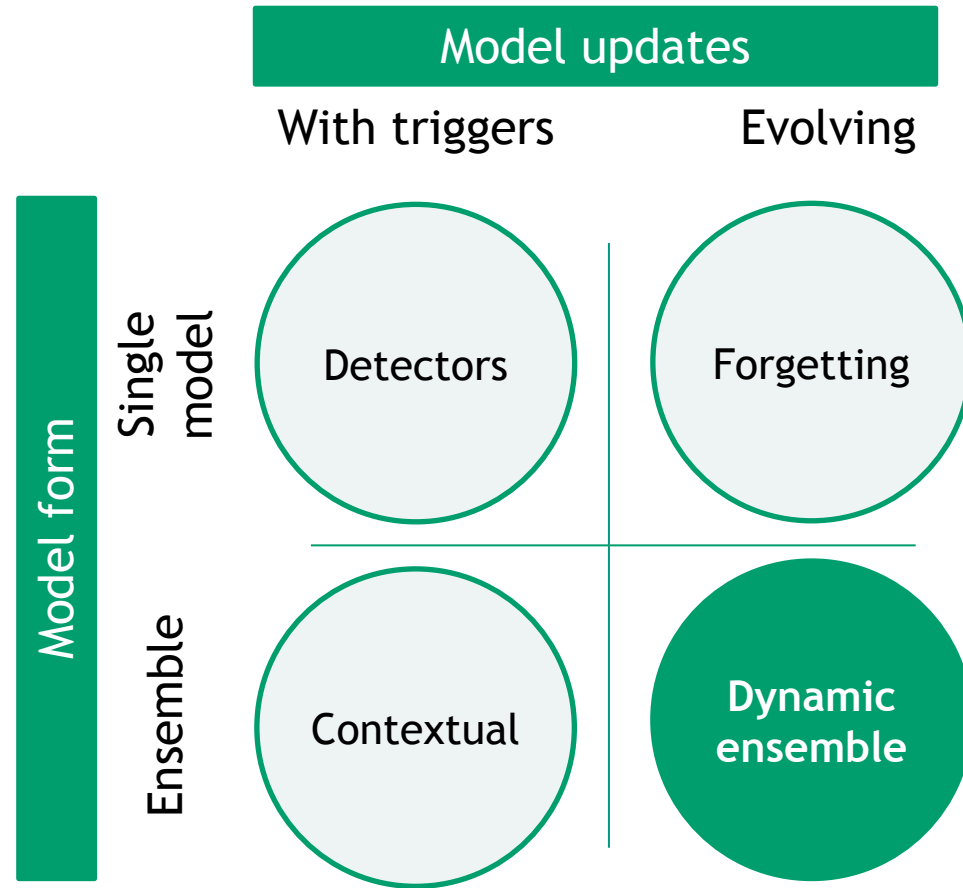 Model updates
With triggers
Evolving
Model form
Single
model
Detectors
Forgetting
Ensemble
Contextual
Dynamic
ensemble